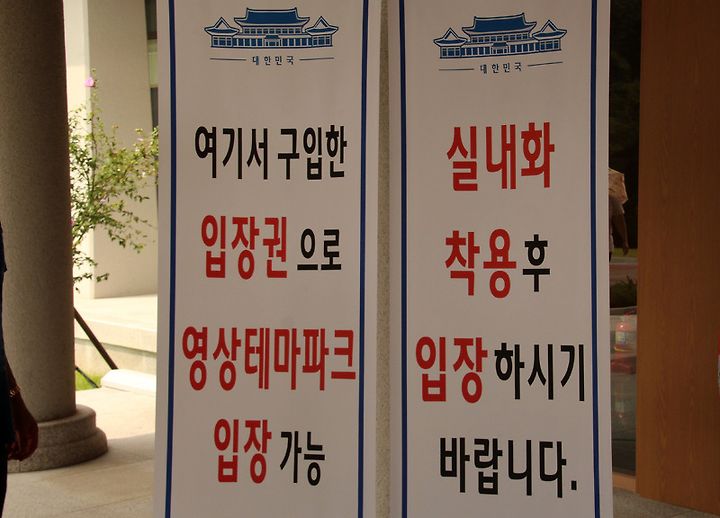 대한민국
여기서 구입한
입장권으로
영상테마파크
입장 가능
대한민국
실내화
착용후
입장하시기
바랍니다.